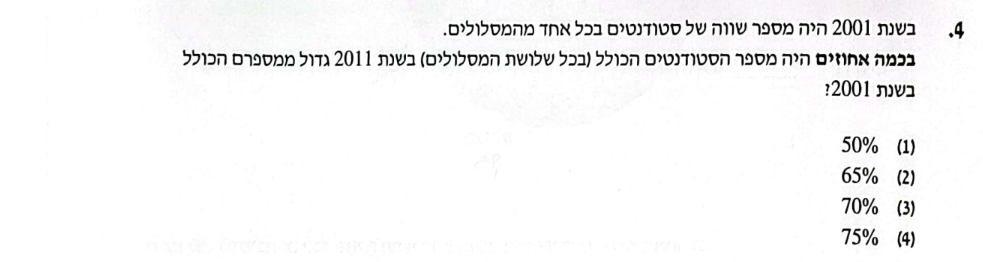 4. בשנת 2001 היה מספר שווה של סטודנטים בכל אחד מהמסלולים.
בכמה אחוזים היה מספר הסטודנטים הכולל (בכל שלושת המסלולים) בשנת 2011 גדול ממספרם הכולל
בשנת 2001?
(1) 50%
(2) 65%
(3) 70%
(4) 75%